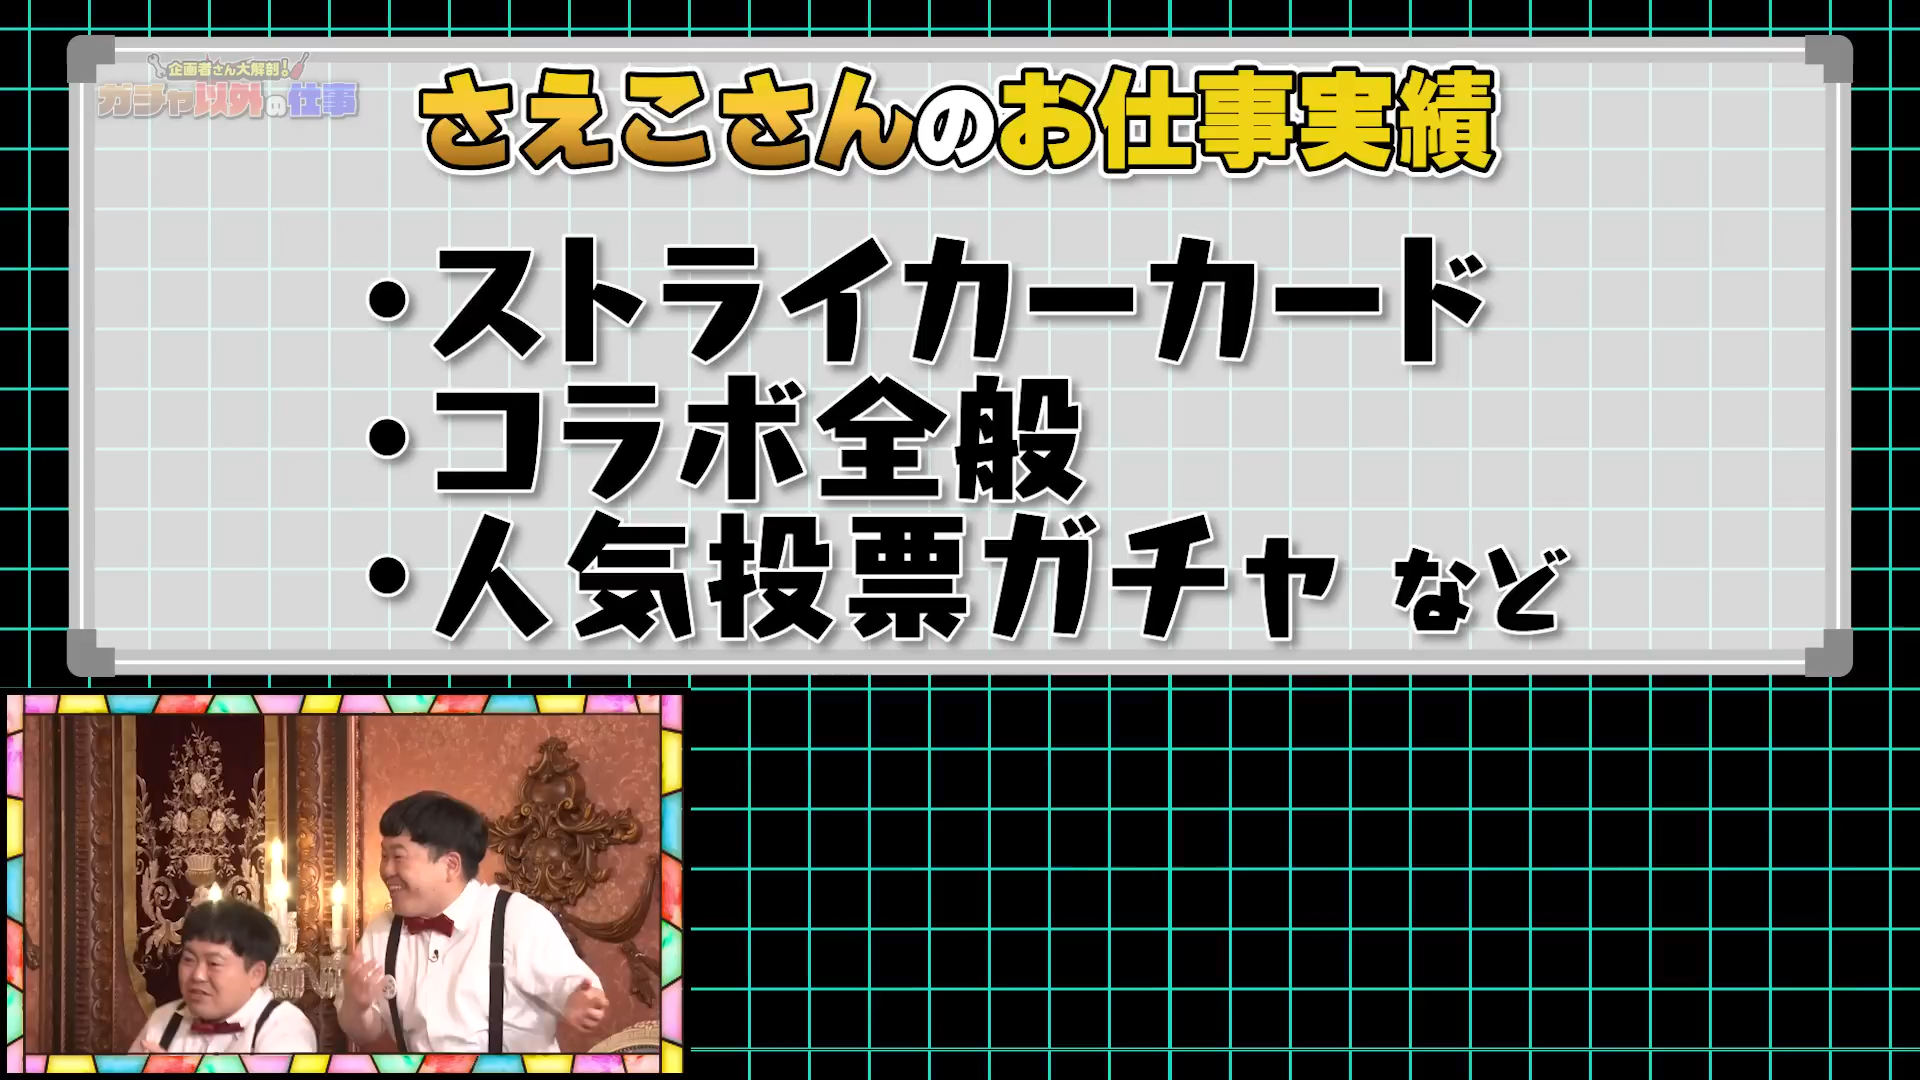 企画者さん大解剖!
ガチャ以外の仕事
さえこさんのお仕事実績
・ストライカーカード
・コラボ全般
・人気投票ガチャ など